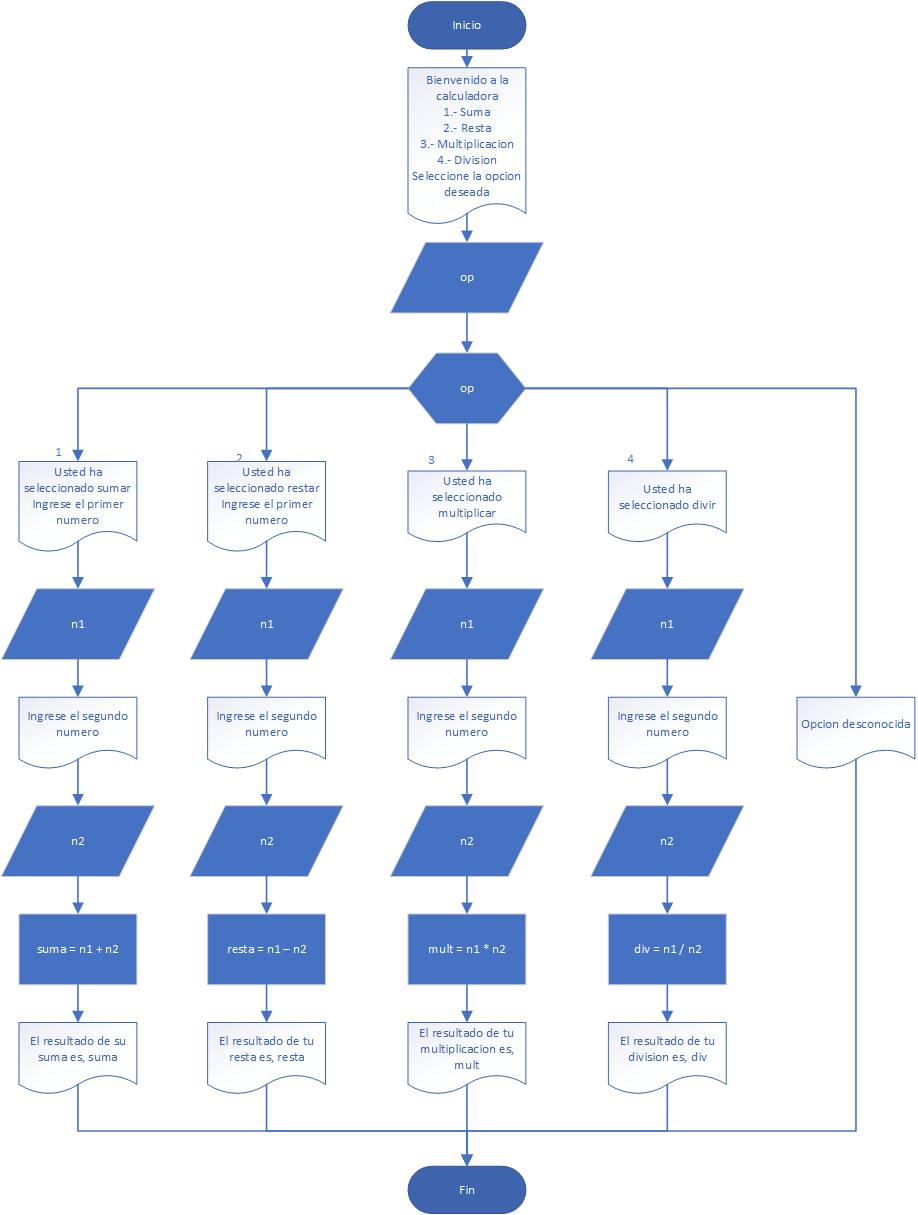 Inicio
Bienvenido a la
calculadora
1.- Suma
2.- Resta
3.- Multiplicacion
4.- Division
Seleccione la opcion
deseada
op
op
1
Usted ha
seleccionado sumar
Ingrese el primer
numero
2
Usted ha
seleccionado restar
Ingrese el primer
numero
3
Usted ha
seleccionado
multiplicar
4
Usted ha
seleccionado divir
n1
n1
n1
n1
Ingrese el segundo
numero
Ingrese el segundo
numero
Ingrese el segundo
numero
Ingrese el segundo
numero
Opcion desconocida
n2
n2
n2
n2
suma = n1 + n2
resta = n1 – n2
mult = n1 * n2
div = n1 / n2
El resultado de su
suma es, suma
El resultado de tu
resta es, resta
El resultado de tu
multiplicacion es,
mult
El resultado de tu
division es, div
Fin